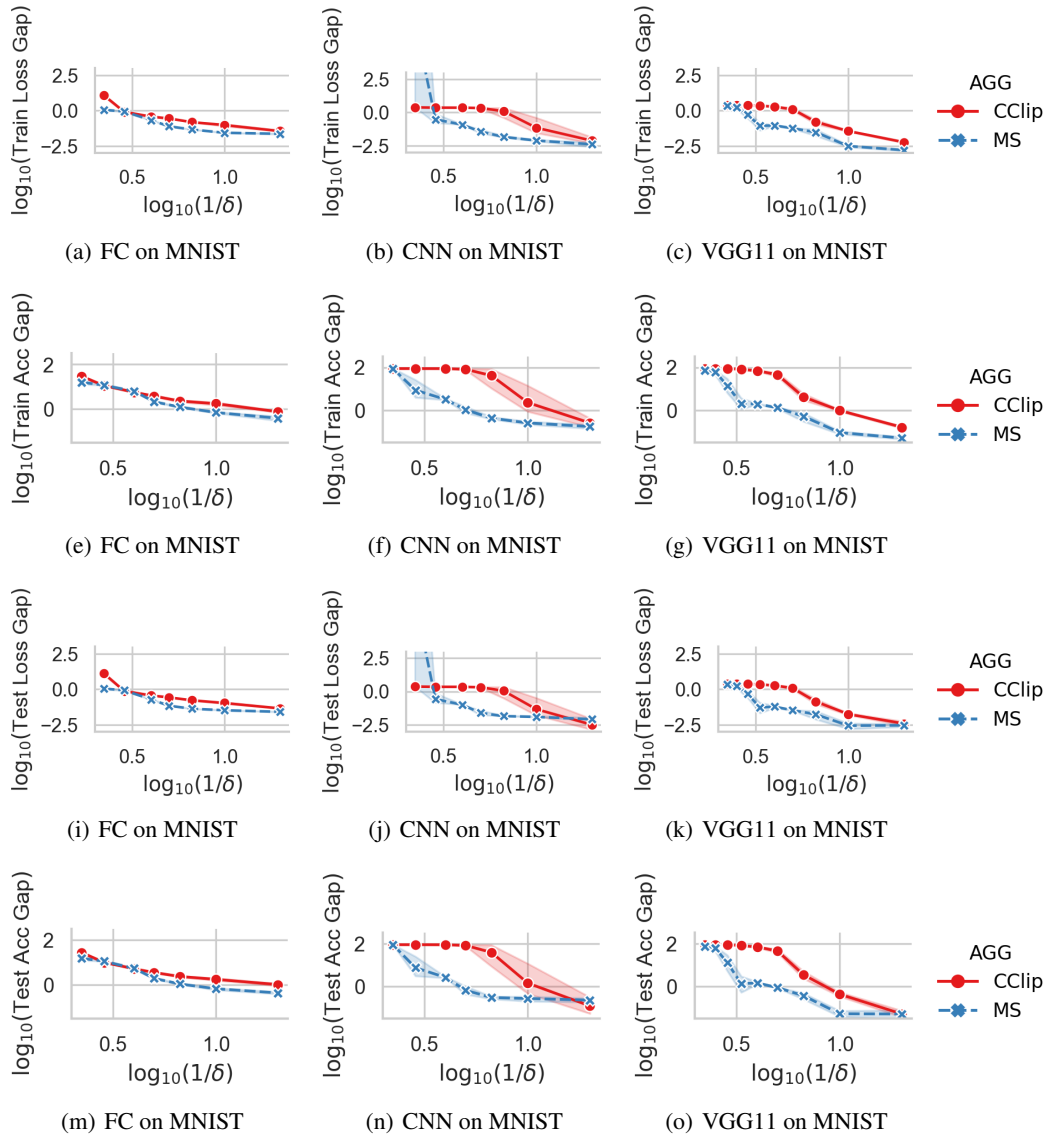 log₁₀(Train Loss Gap)
2.5
0.0
−2.5
0.5
1.0
log₁₀(1/δ)
(a) FC on MNIST
2.5
0.0
−2.5
0.5
1.0
log₁₀(1/δ)
(b) CNN on MNIST
2.5
0.0
−2.5
0.5
1.0
log₁₀(1/δ)
(c) VGG11 on MNIST
log₁₀(Train Loss Gap)
log₁₀(Train Loss Gap)
AGG
CClip
MS
log₁₀(Train Acc Gap)
2
0
0.5
1.0
log₁₀(1/δ)
(e) FC on MNIST
log₁₀(Train Acc Gap)
2
0
0.5
1.0
log₁₀(1/δ)
(f) CNN on MNIST
log₁₀(Train Acc Gap)
2
0
0.5
1.0
log₁₀(1/δ)
(g) VGG11 on MNIST
AGG
CClip
MS
log₁₀(Test Loss Gap)
2.5
0.0
−2.5
0.5
1.0
log₁₀(1/δ)
(i) FC on MNIST
log₁₀(Test Loss Gap)
2.5
0.0
−2.5
0.5
1.0
log₁₀(1/δ)
(j) CNN on MNIST
log₁₀(Test Loss Gap)
2.5
0.0
−2.5
0.5
1.0
log₁₀(1/δ)
(k) VGG11 on MNIST
AGG
CClip
MS
log₁₀(Test Acc Gap)
2
0
0.5
1.0
log₁₀(1/δ)
(m) FC on MNIST
log₁₀(Test Acc Gap)
2
0
0.5
1.0
log₁₀(1/δ)
(n) CNN on MNIST
log₁₀(Test Acc Gap)
2
0
0.5
1.0
log₁₀(1/δ)
(o) VGG11 on MNIST
AGG
CClip
MS